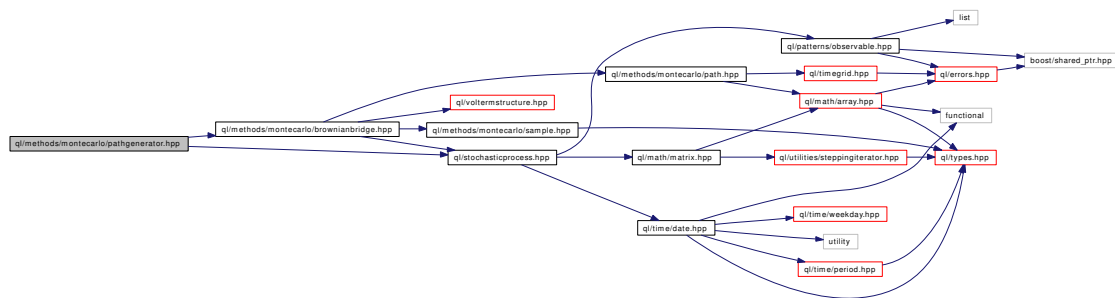 list
ql/patterns/observable.hpp
boost/shared_ptr.hpp
ql/methods/montecarlo/path.hpp
ql/timegrid.hpp
ql/errors.hpp
ql/voltermstructure.hpp
ql/math/array.hpp
functional
ql/methods/montecarlo/brownianbridge.hpp
ql/methods/montecarlo/sample.hpp
ql/methods/montecarlo/pathgenerator.hpp
ql/stochasticprocess.hpp
ql/math/matrix.hpp
ql/utilities/steppingiterator.hpp
ql/types.hpp
ql/time/weekday.hpp
ql/time/date.hpp
utility
ql/time/period.hpp